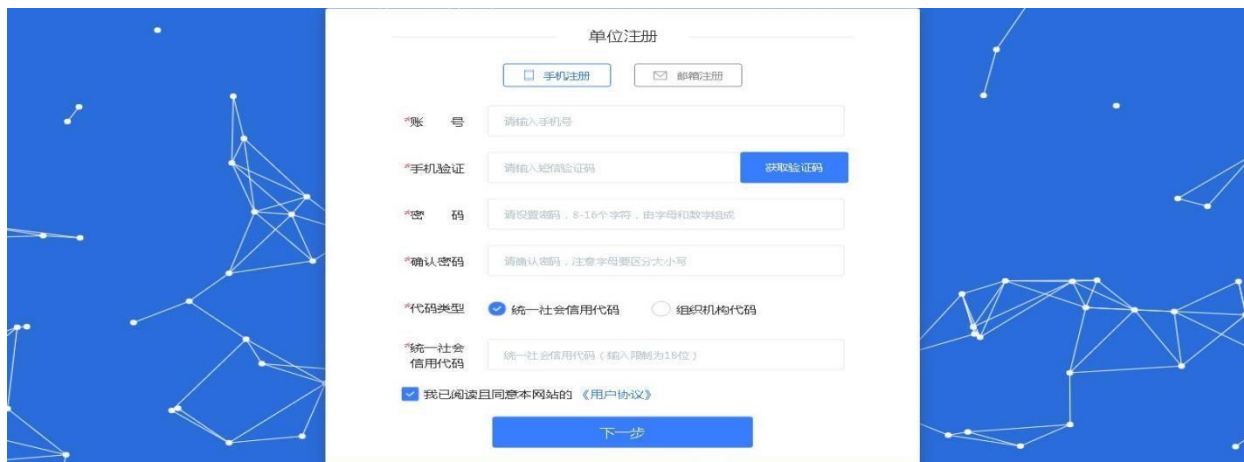 单位注册
手机注册 邮箱注册
*账 号 请输入手机号
*手机验证 请输入短信验证码 获取验证码
*密 码 请设置密码，8-16个字符，由字母和数字组成
*确认密码 请确认密码，注意字母要区分大小写
*代码类型 统一社会信用代码 组织机构代码
*统一社会
信用代码 统一社会信用代码（输入限制为18位）
我已阅读且同意本网站的《用户协议》
下一步